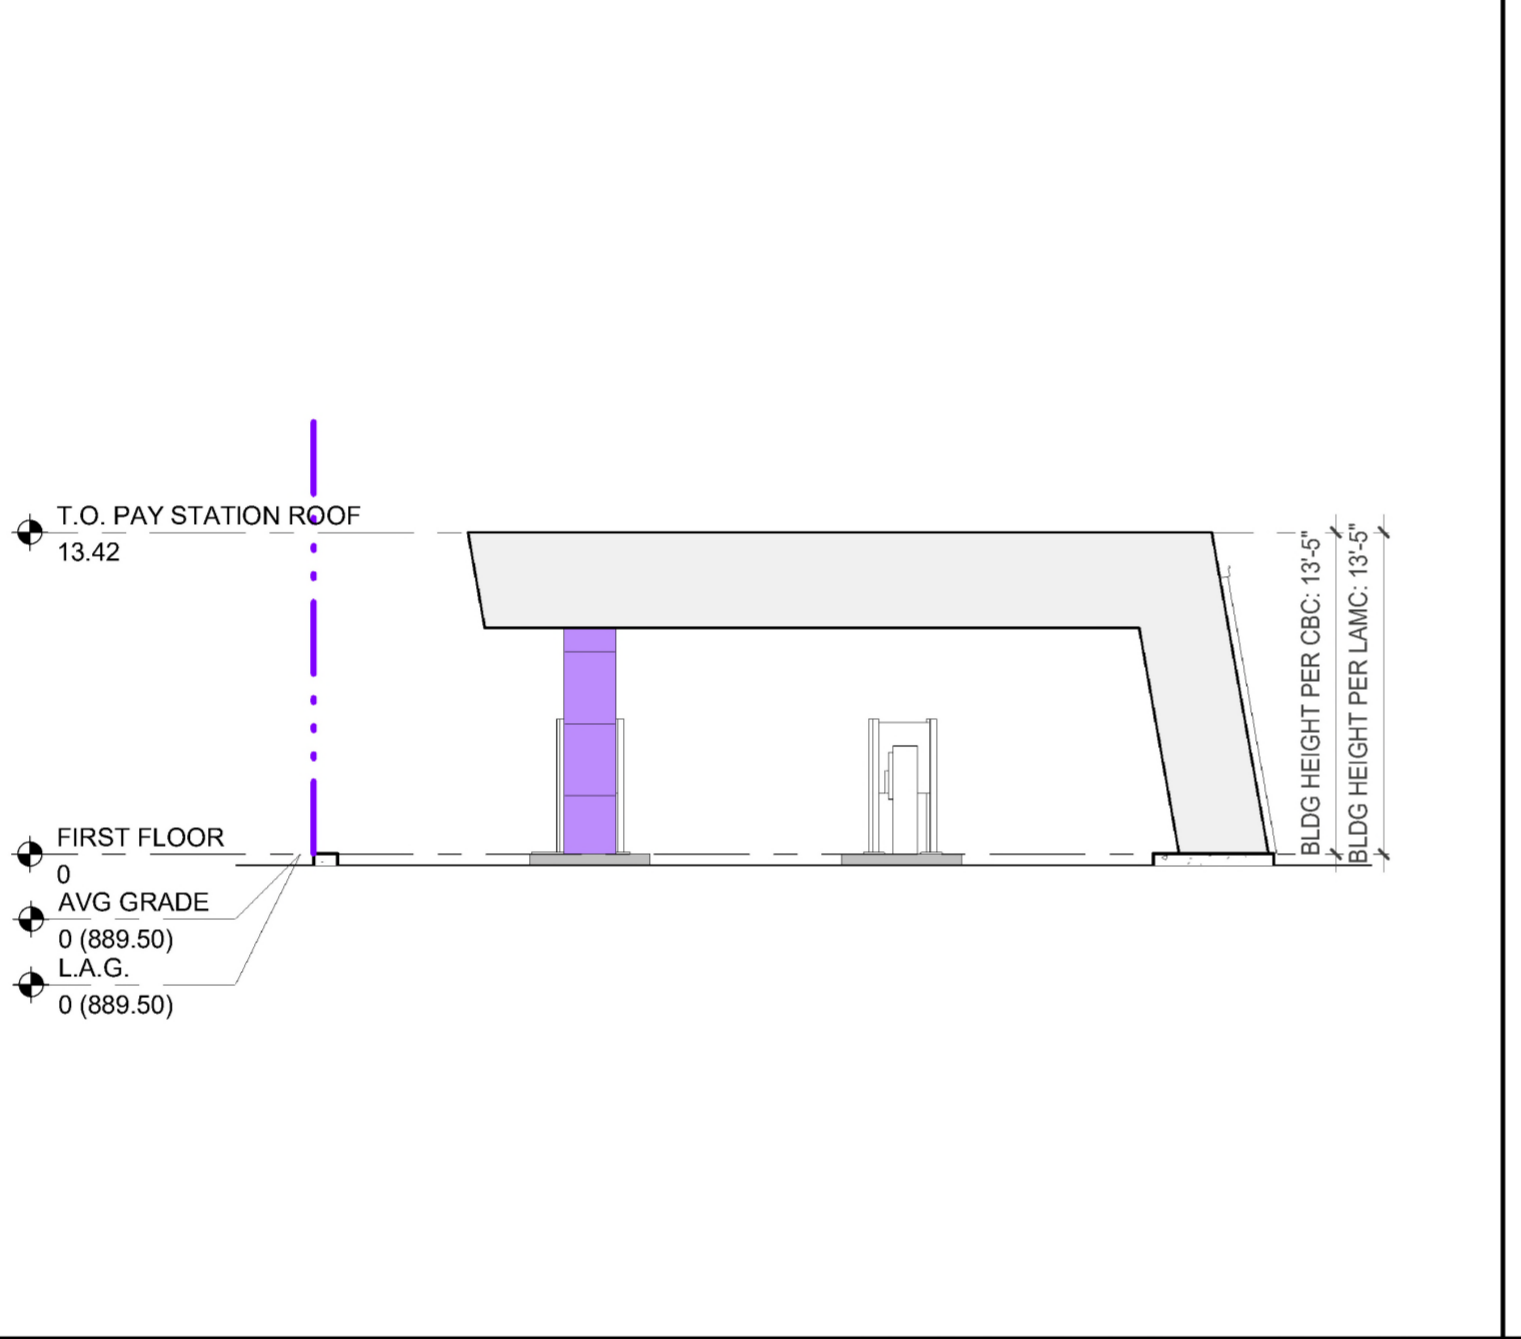 T.O. PAY STATION ROOF
13.42
FIRST FLOOR
0
AVG GRADE
0 (889.50)
L.A.G.
0 (889.50)
BLDG HEIGHT PER CBC: 13'-5"
BLDG HEIGHT PER LAMC: 13'-5"